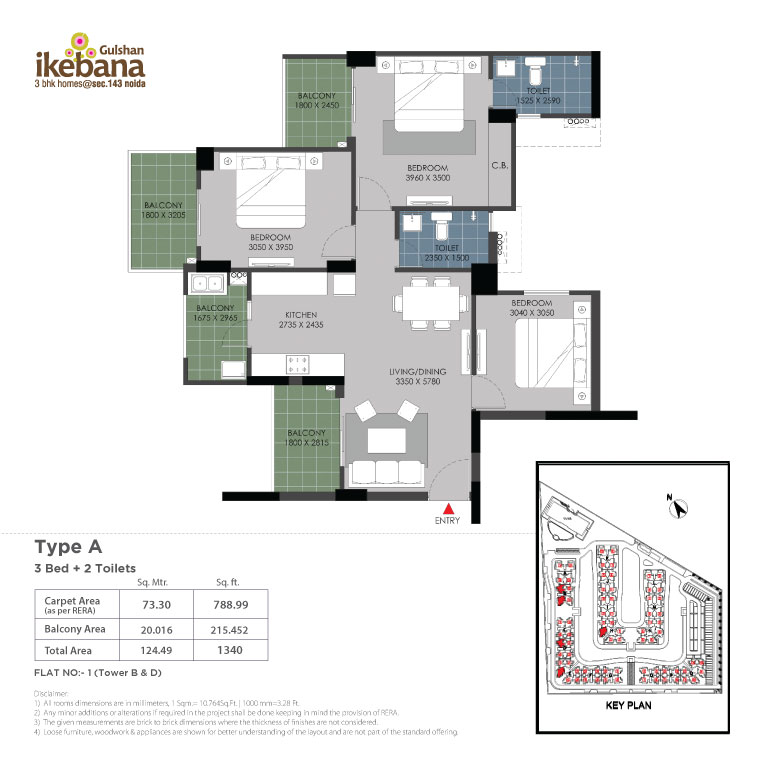 Gulshan
ikebana
3 bhk homes@sec.143 noida
BALCONY
1800 X 2450
TOILET
1525 X 2590
BEDROOM
3960 X 3500
C.B.
BALCONY
1800 X 3205
BEDROOM
3050 X 3950
TOILET
2350 X 1500
BALCONY
1675 X 2965
KITCHEN
2735 X 2435
BEDROOM
3040 X 3050
LIVING/DINING
3350 X 5780
BALCONY
1800 X 2815
ENTRY
N
KEY PLAN
Type A
3 Bed + 2 Toilets
Sq. Mtr. Sq. ft.
Carpet Area (as per RERA) 73.30 788.99
Balcony Area 20.016 215.452
Total Area 124.49 1340
FLAT NO:- 1 (Tower B & D)
Disclaimer:
1) All rooms dimensions are in millimeters, 1 Sqm.= 10.764Sq.Ft. | 1000 mm=3.28 Ft.
2) Any minor additions or alterations if required in the project shall be done keeping in mind the provision of RERA.
3) The given measurements are brick to brick dimensions where the thickness of finishes are not considered.
4) Loose furniture, woodwork & appliances are shown for better understanding of the layout and are not part of the standard offering.